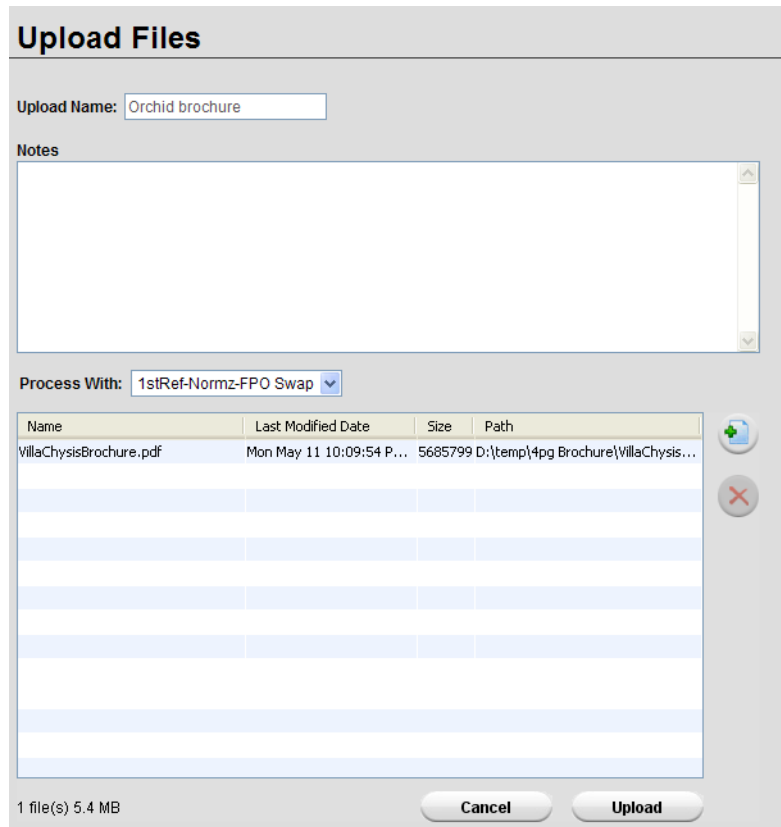 Upload Files
Upload Name: Orchid brochure
Notes
Process With: 1stRef-Normz-FPO Swap
Name Last Modified Date Size Path
VillaChysisBrochure.pdf Mon May 11 10:09:54 P... 5685799 D:\temp\4pg Brochure\VillaChysis...
1 file(s) 5.4 MB Cancel Upload